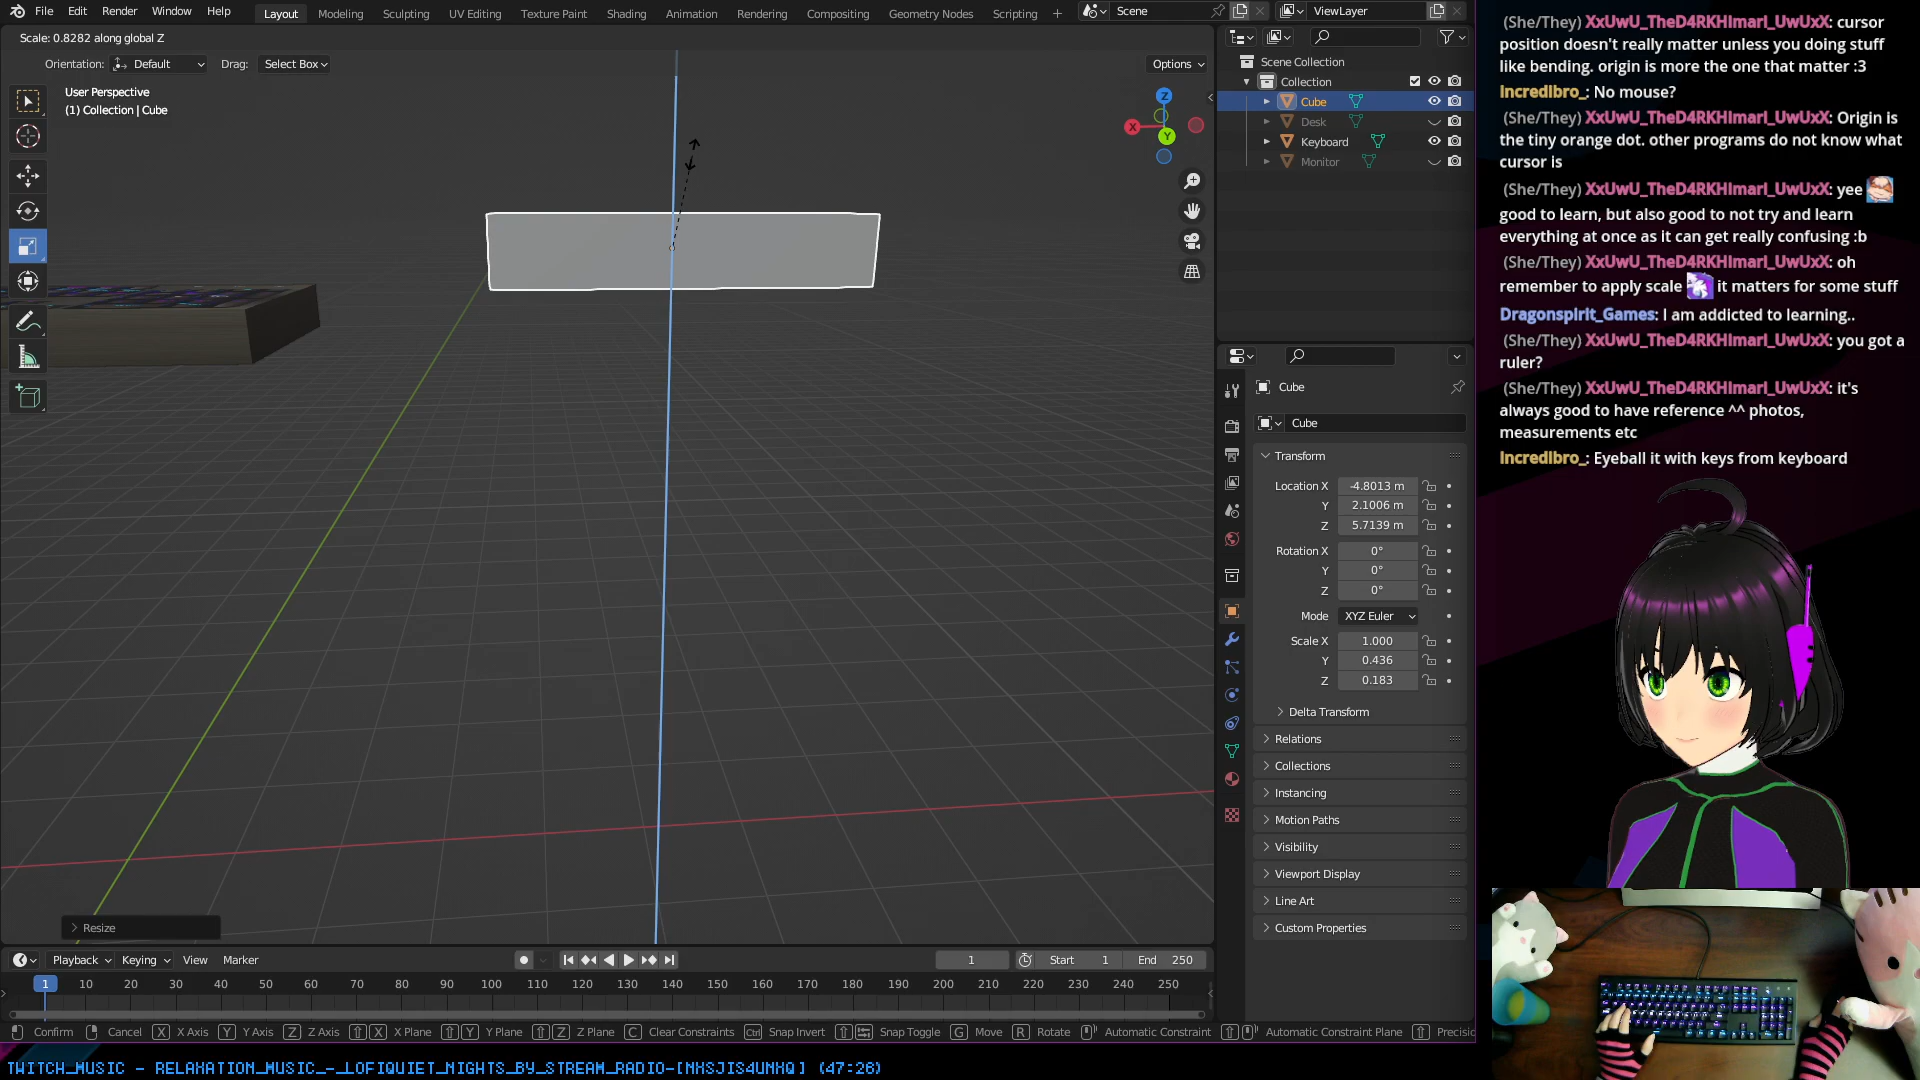 File Edit Render Window Help Layout Modeling Sculpting UV Editing Texture Paint Shading Animation Rendering Compositing Geometry Nodes Scripting Scene ViewLayer
Scale: 0.8282 along global Z
Orientation: Default Drag: Select Box Options
User Perspective
(1) Collection | Cube
Z
X
Y
Resize
Scene Collection
Collection
Cube
Desk
Keyboard
Monitor
Cube
Cube
Transform
Location X -4.8013 m
Y 2.1006 m
Z 5.7139 m
Rotation X 0°
Y 0°
Z 0°
Mode XYZ Euler
Scale X 1.000
Y 0.436
Z 0.183
Delta Transform
Relations
Collections
Instancing
Motion Paths
Visibility
Viewport Display
Line Art
Custom Properties
Playback Keying View Marker 1 Start 1 End 250
1 10 20 30 40 50 60 70 80 90 100 110 120 130 140 150 160 170 180 190 200 210 220 230 240 250
Confirm Cancel X X Axis Y Y Axis Z Z Axis X X Plane Y Y Plane Z Z Plane C Clear Constraints Ctrl Snap Invert Snap Toggle G Move R Rotate Automatic Constraint Automatic Constraint Plane Precisic
TWITCH_MUSIC - RELAXATION_MUSIC_-_LOFIQUIET_NIGHTS_BY_STREAM_RADIO-[NXSJIS4UNXQ] (47:26)
(She/They) XxUwU_TheD4RKHImarI_UwUxX: cursor
position doesn't really matter unless you doing stuff
like bending. origin is more the one that matter :3
IncredIbro_: No mouse?
(She/They) XxUwU_TheD4RKHImarI_UwUxX: Origin is
the tiny orange dot. other programs do not know what
cursor is
(She/They) XxUwU_TheD4RKHImarI_UwUxX: yee
good to learn, but also good to not try and learn
everything at once as it can get really confusing :b
(She/They) XxUwU_TheD4RKHImarI_UwUxX: oh
remember to apply scale it matters for some stuff
Dragonspirit_Games: I am addicted to learning..
(She/They) XxUwU_TheD4RKHImarI_UwUxX: you got a
ruler?
(She/They) XxUwU_TheD4RKHImarI_UwUxX: it's
always good to have reference ^^ photos,
measurements etc
IncredIbro_: Eyeball it with keys from keyboard